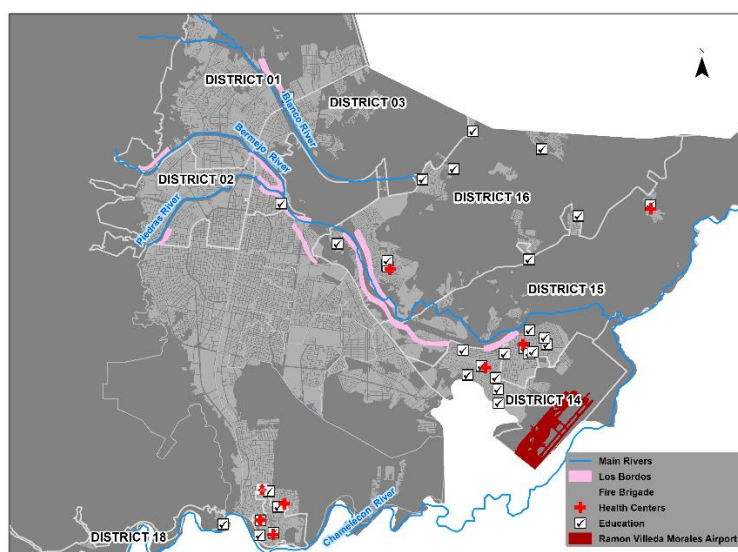 N
DISTRICT 01
Blanco River
DISTRICT 03
Bermejo River
DISTRICT 02
Piedras River
DISTRICT 16
DISTRICT 15
DISTRICT 14
DISTRICT 18
Chamelecon River
Main Rivers
Los Bordos
Fire Brigade
Health Centers
Education
Ramon Villeda Morales Airport